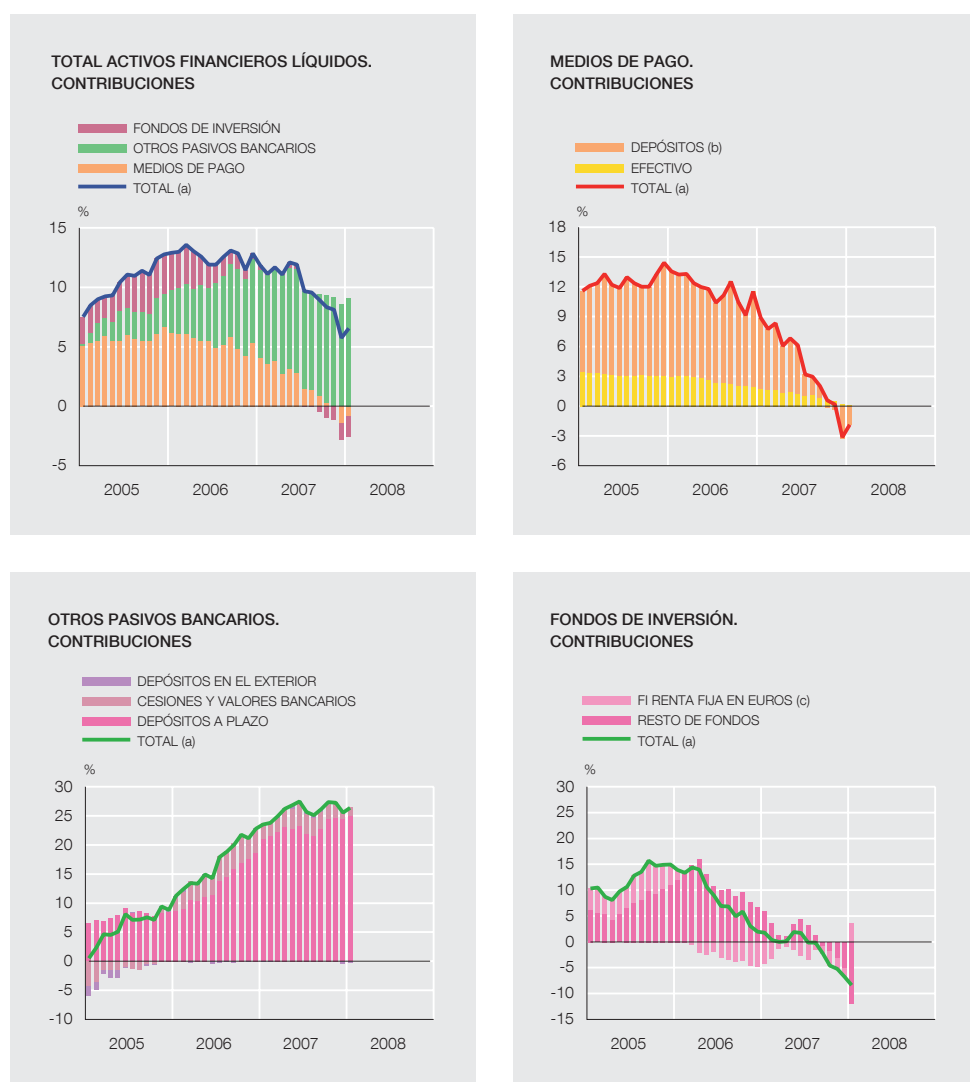 TOTAL ACTIVOS FINANCIEROS LÍQUIDOS.
CONTRIBUCIONES
FONDOS DE INVERSIÓN
OTROS PASIVOS BANCARIOS
MEDIOS DE PAGO
TOTAL (a)
%
15
10
5
0
-5
2005 2006 2007 2008
MEDIOS DE PAGO.
CONTRIBUCIONES
DEPÓSITOS (b)
EFECTIVO
TOTAL (a)
%
18
15
12
9
6
3
0
-3
-6
2005 2006 2007 2008
OTROS PASIVOS BANCARIOS.
CONTRIBUCIONES
DEPÓSITOS EN EL EXTERIOR
CESIONES Y VALORES BANCARIOS
DEPÓSITOS A PLAZO
TOTAL (a)
%
30
25
20
15
10
5
0
-5
-10
2005 2006 2007 2008
FONDOS DE INVERSIÓN.
CONTRIBUCIONES
FI RENTA FIJA EN EUROS (c)
RESTO DE FONDOS
TOTAL (a)
%
30
25
20
15
10
5
0
-5
-10
-15
2005 2006 2007 2008